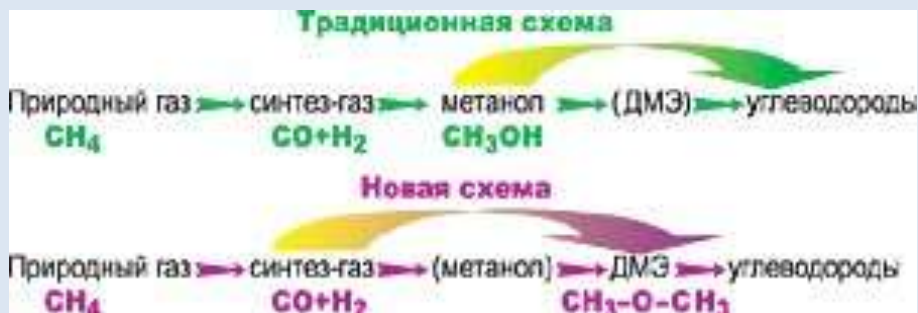 Традиционная схема
Природный газ → синтез-газ → метанол → (ДМЭ) → углеводороды
CH₄ CO+H₂ CH₃OH
Новая схема
Природный газ → синтез-газ → (метанол) → ДМЭ → углеводороды
CH₄ CO+H₂ CH₃-O-CH₃